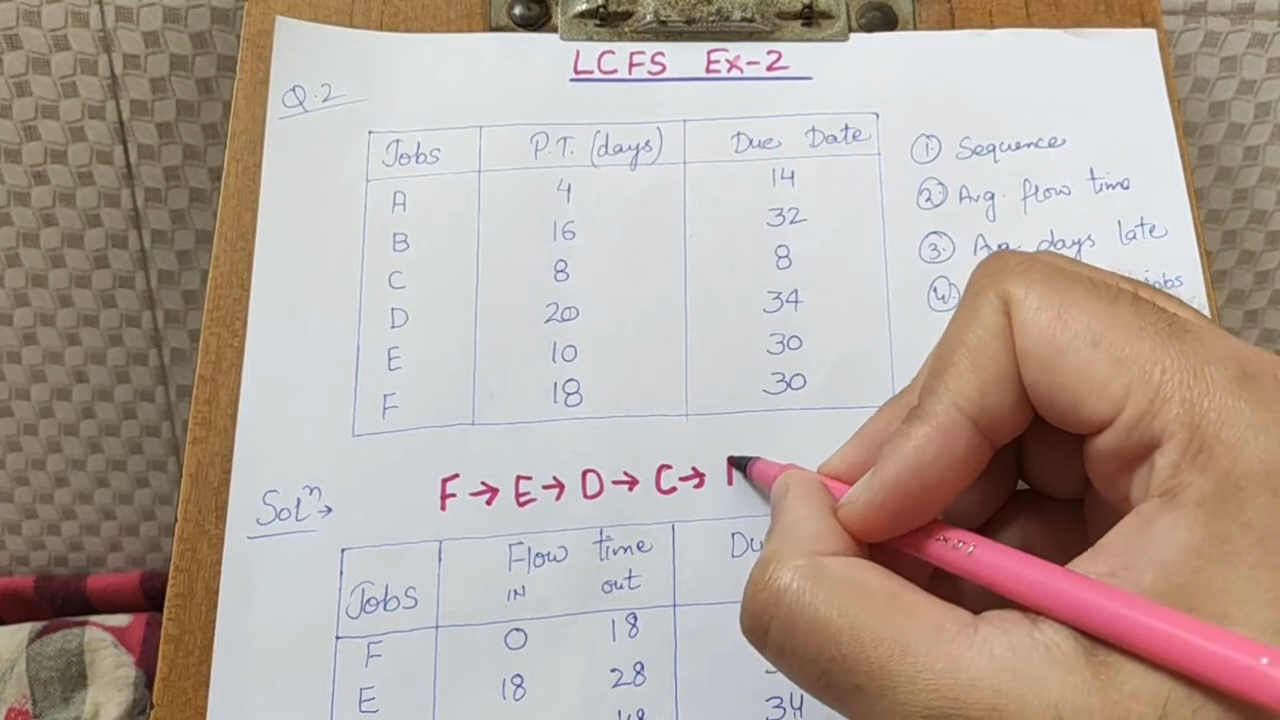 LCFS Ex-2
Q.2
Jobs P.T. (days) Due Date
A 4 14
B 16 32
C 8 8
D 20 34
E 10 30
F 18 30
① Sequence
② Avg. flow time
③ days late
④ jobs
Solⁿ→ F→E→D→C→
Jobs Flow time
IN out
F 0 18
E 18 28
34